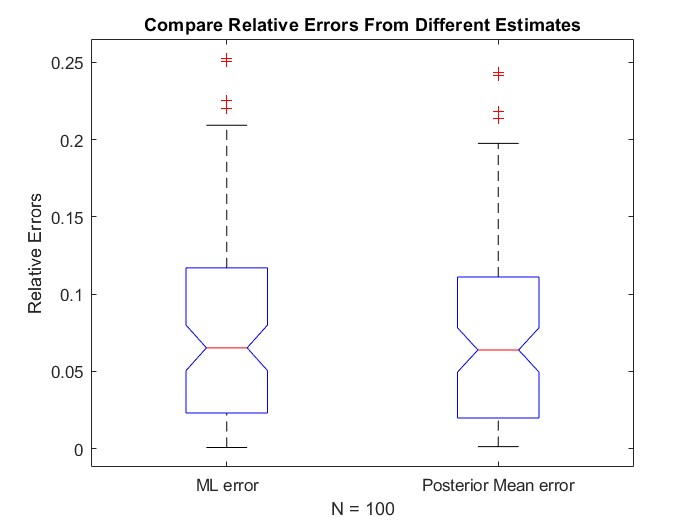 Compare Relative Errors From Different Estimates
Relative Errors
0.25
0.2
0.15
0.1
0.05
0
ML error
Posterior Mean error
N = 100